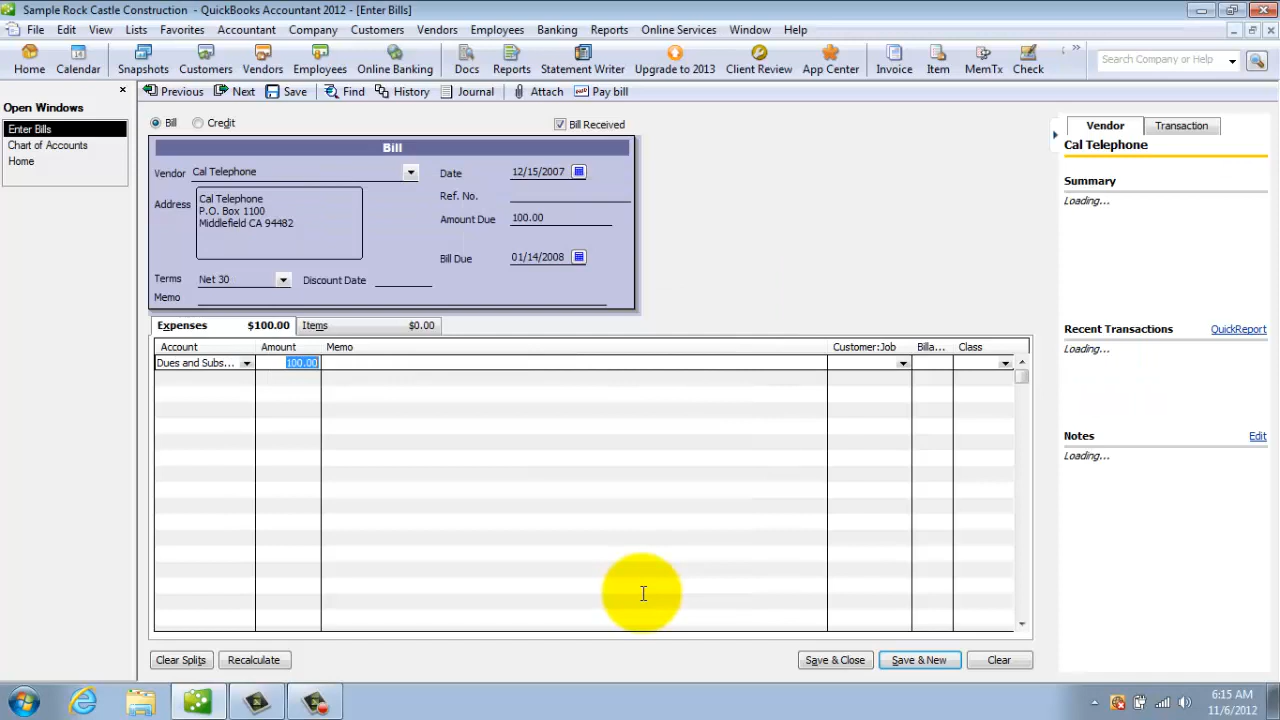 Sample Rock Castle Construction - QuickBooks Accountant 2012 - [Enter Bills]
File Edit View Lists Favorites Accountant Company Customers Vendors Employees Banking Reports Online Services Window Help
Home Calendar Snapshots Customers Vendors Employees Online Banking Docs Reports Statement Writer Upgrade to 2013 Client Review App Center Invoice Item MemTx Check
Search Company or Help
Previous Next Save Find History Journal Attach Pay bill
Open Windows
Enter Bills
Chart of Accounts
Home
Bill Credit Bill Received
Bill
Vendor Cal Telephone
Date 12/15/2007
Address
Cal Telephone
P.O. Box 1100
Middlefield CA 94482
Ref. No.
Amount Due 100.00
Bill Due 01/14/2008
Terms Net 30 Discount Date
Memo
Expenses $100.00 Items $0.00
Account Amount Memo Customer:Job Billa... Class
Dues and Subs... 100.00
Clear Splits Recalculate Save & Close Save & New Clear
Vendor Transaction
Cal Telephone
Summary
Loading...
Recent Transactions QuickReport
Loading...
Notes Edit
Loading...
6:15 AM
11/6/2012